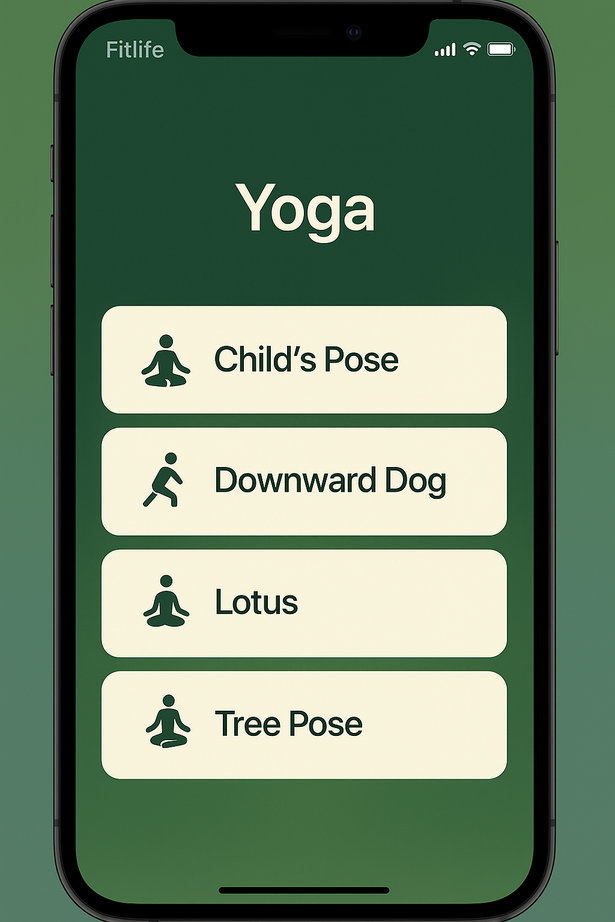 Fitlife
Yoga
Child’s Pose
Downward Dog
Lotus
Tree Pose